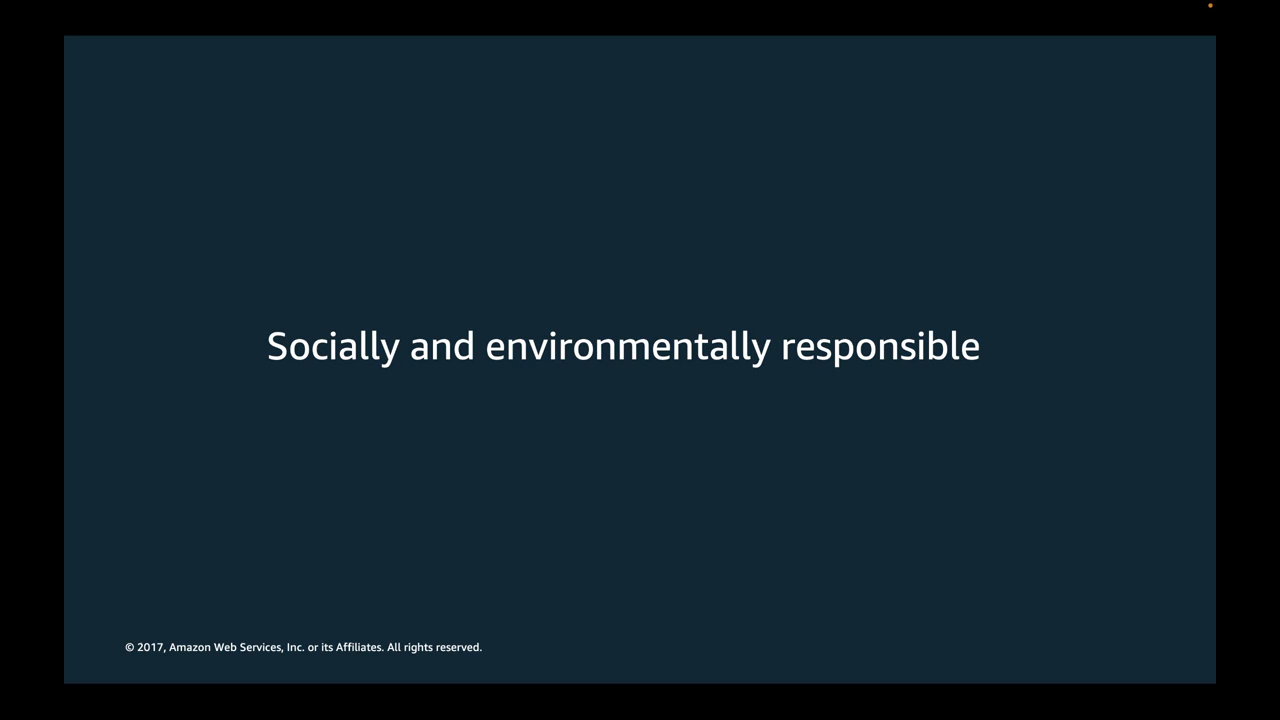 Socially and environmentally responsible
© 2017, Amazon Web Services, Inc. or its Affiliates. All rights reserved.